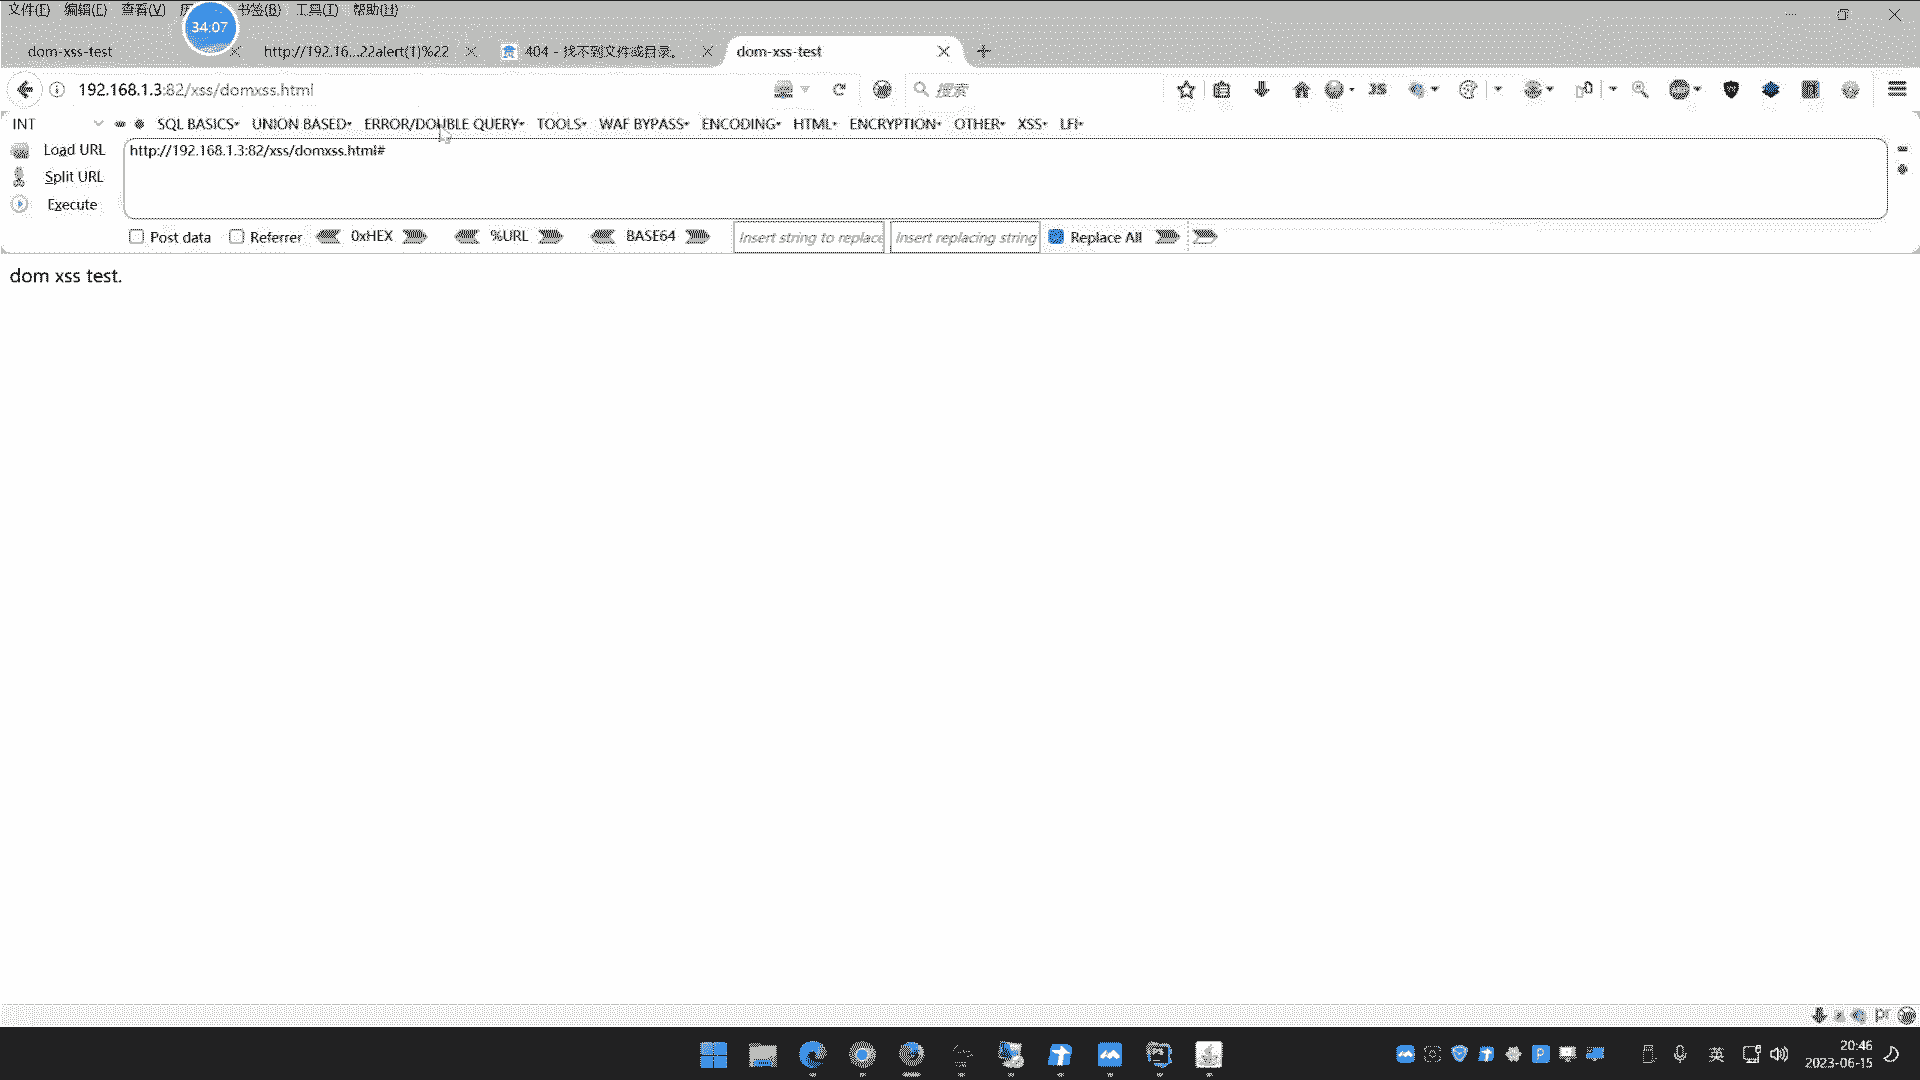 文件(F) 编辑(E) 查看(V) 历 书签(B) 工具(T) 帮助(H)
34:07
dom-xss-test http://192.16...22alert(1)%22 404 - 找不到文件或目录。 dom-xss-test
192.168.1.3:82/xss/domxss.html 搜索
INT SQL BASICS UNION BASED ERROR/DOUBLE QUERY TOOLS WAF BYPASS ENCODING HTML ENCRYPTION OTHER XSS LFI
Load URL http://192.168.1.3:82/xss/domxss.html#
Split URL
Execute
Post data Referrer 0xHEX %URL BASE64 Insert string to replace Insert replacing string Replace All
dom xss test.
英 20:46
2023-06-15